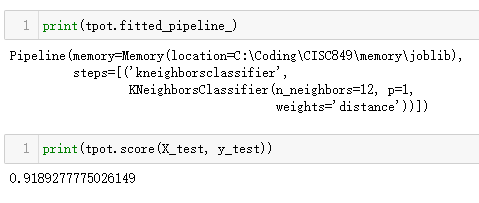 1 print(tpot.fitted_pipeline_)
Pipeline(memory=Memory(location=C:\Coding\CISC849\memory\joblib),
steps=[('kneighborsclassifier',
KNeighborsClassifier(n_neighbors=12, p=1,
weights='distance'))])
1 print(tpot.score(X_test, y_test))
0.9189277775026149